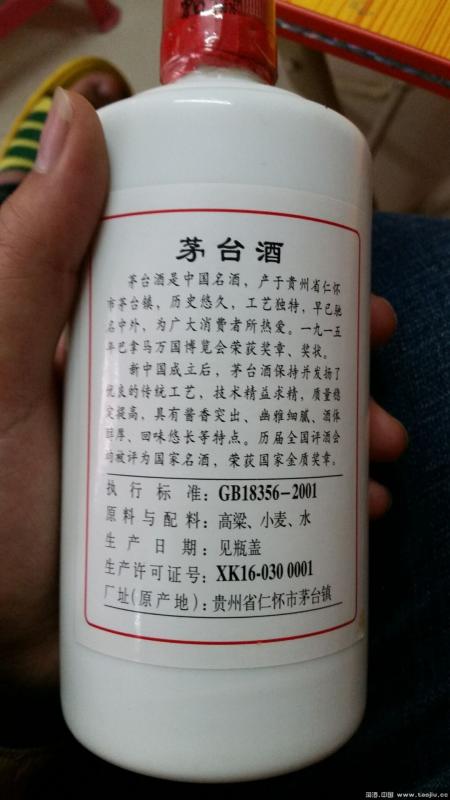 茅台酒
茅台酒是中国名酒，产于贵州省仁怀
市茅台镇，历史悠久，工艺独特，早已驰
名中外，为广大消费者所热爱。一九一五
年巴拿马万国博览会荣获奖章、奖状。
新中国成立后，茅台酒保持并发扬了
优良的传统工艺，技术精益求精，质量稳
定提高，具有酱香突出、幽雅细腻、酒体
醇厚、回味悠长等特点。历届全国评酒会
均被评为国家名酒，荣获国家金质奖章。
执行标准：GB18356-2001
原料与配料：高粱、小麦、水
生产日期：见瓶盖
生产许可证号：XK16-030 0001
厂址(原产地)：贵州省仁怀市茅台镇
淘酒.中国 www.taojiu.cc